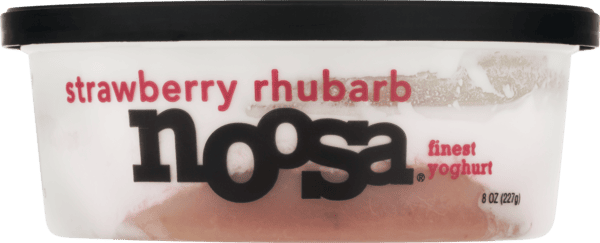 strawberry rhubarb
noosa®
finest
yoghurt
8 OZ (227g)